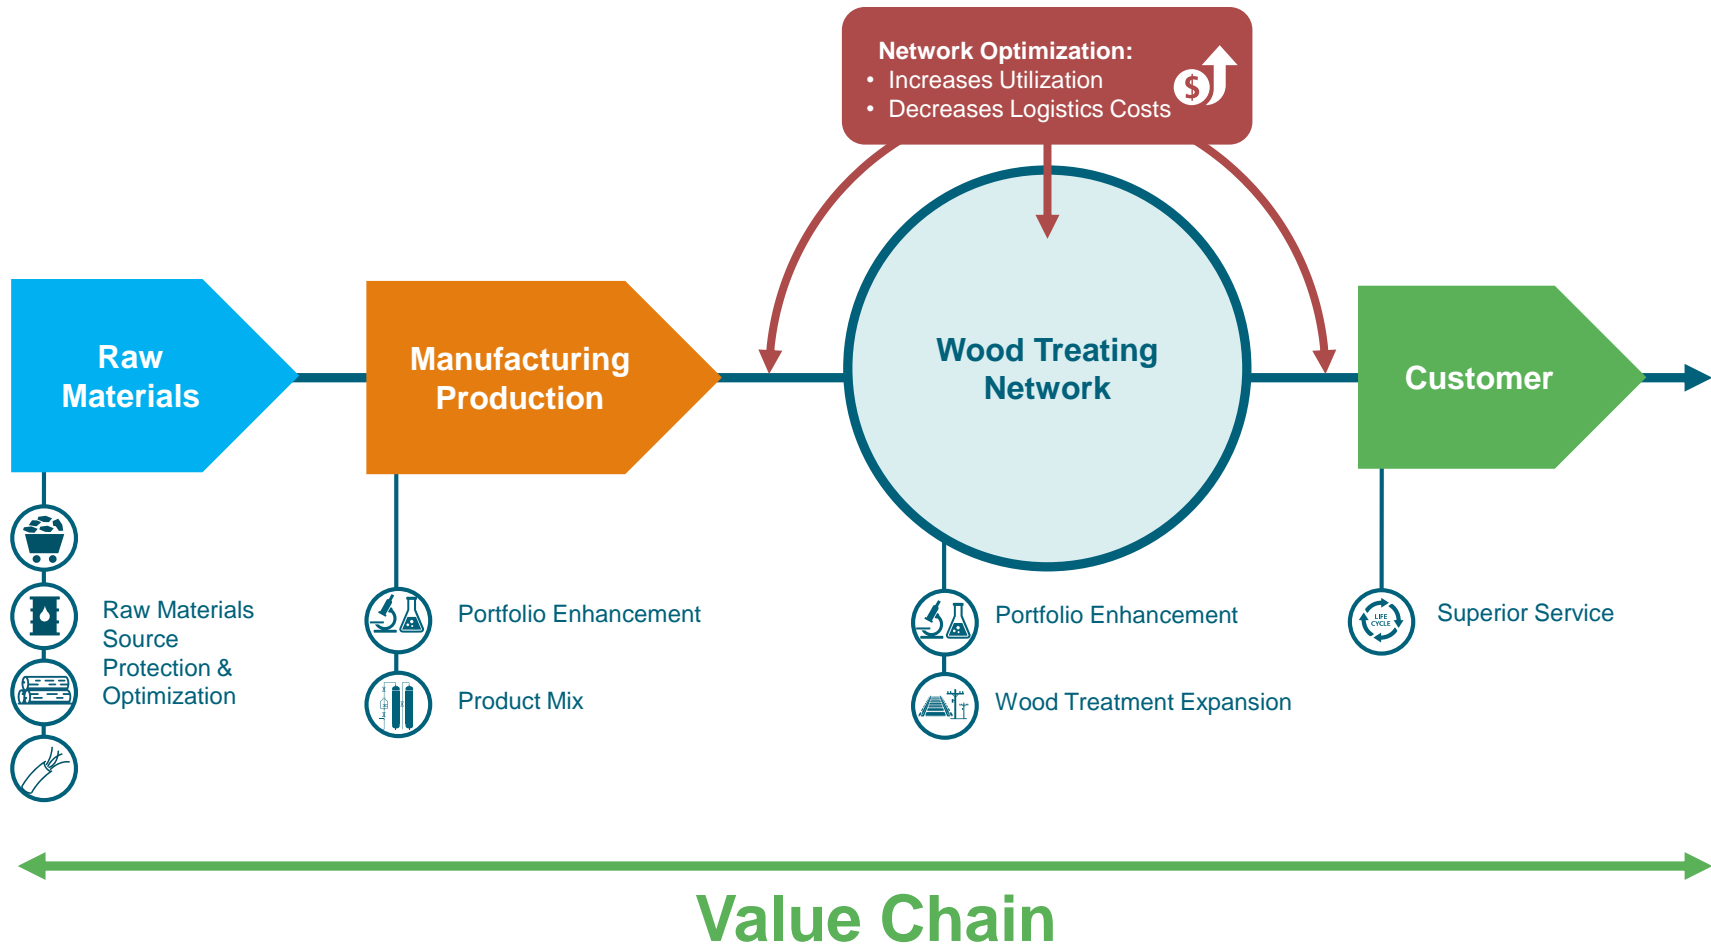 Network Optimization:
• Increases Utilization
• Decreases Logistics Costs
$
Raw
Materials
Manufacturing
Production
Wood Treating
Network
Customer
Raw Materials
Source
Protection &
Optimization
Portfolio Enhancement
Product Mix
Portfolio Enhancement
Wood Treatment Expansion
LIFE
CYCLE
Superior Service
Value Chain